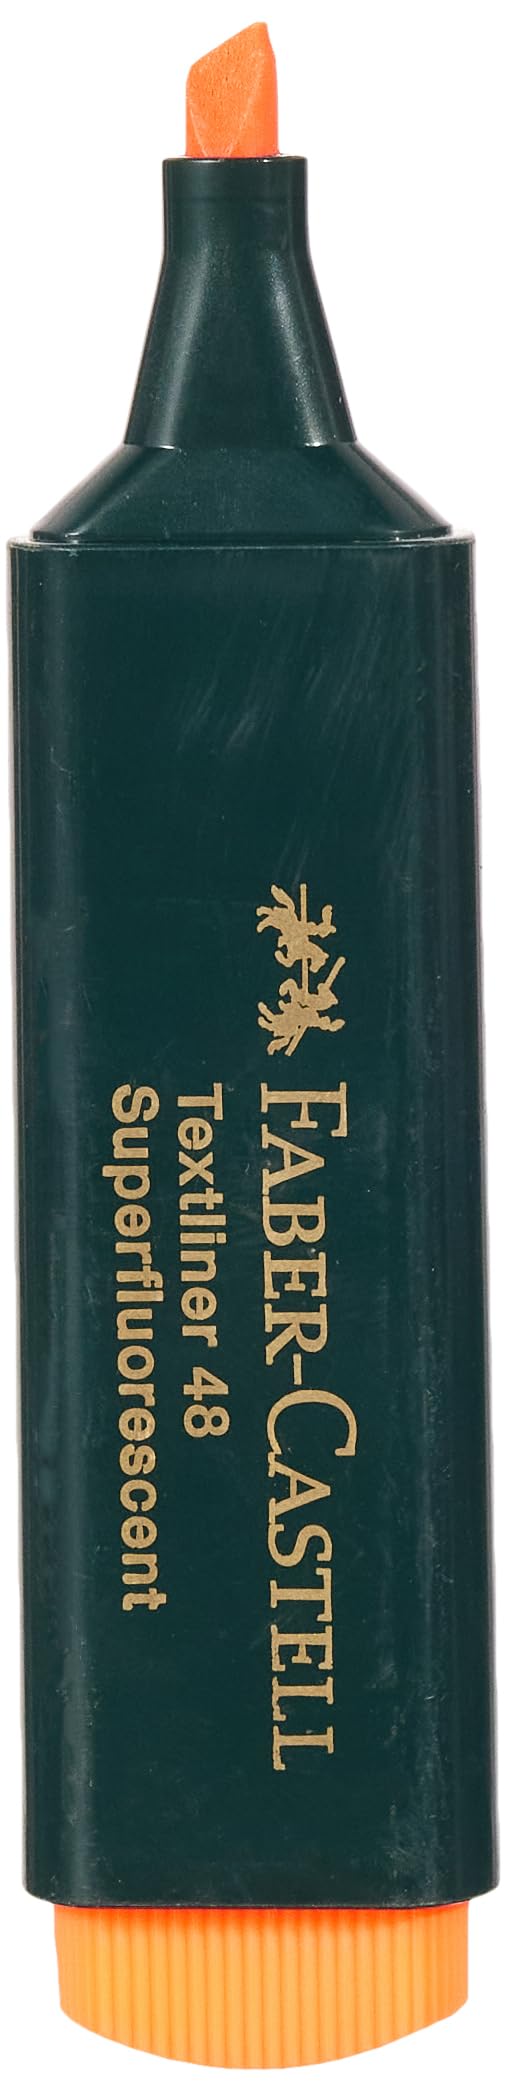 FABER-CASTELL
Textliner 48
Superfluorescent